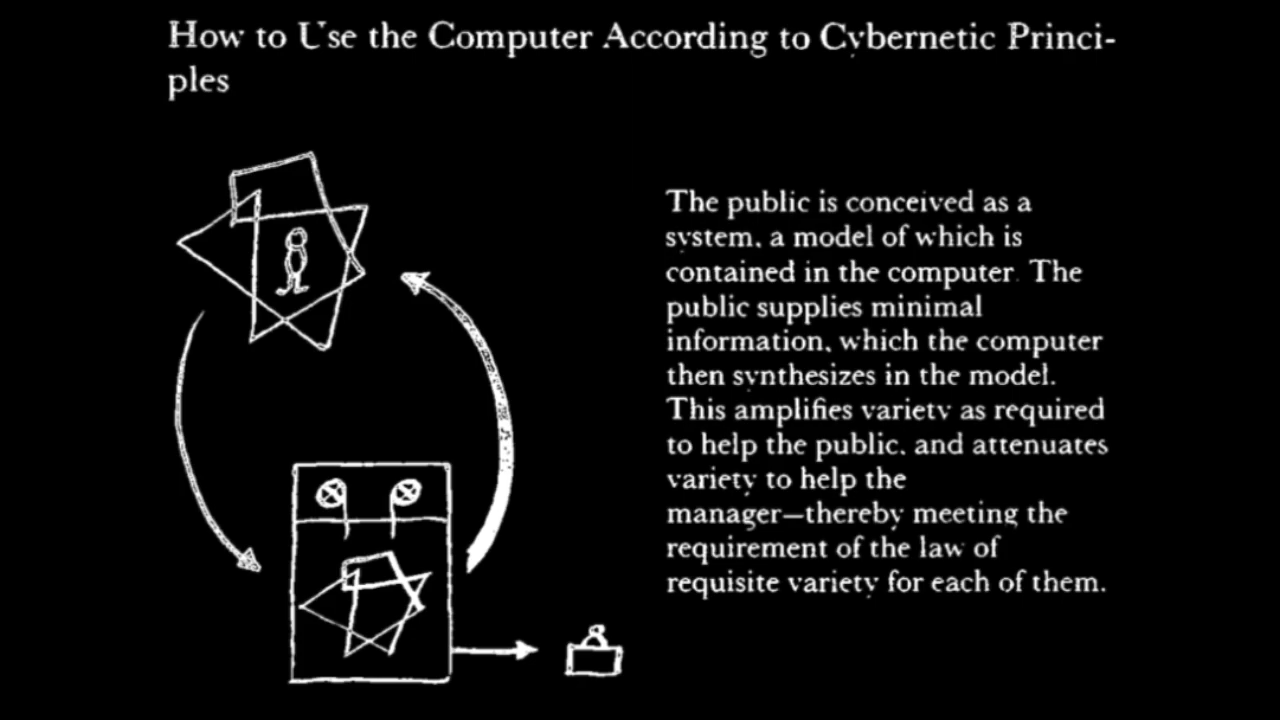 How to Use the Computer According to Cybernetic Princi-
ples
The public is conceived as a
system, a model of which is
contained in the computer. The
public supplies minimal
information, which the computer
then synthesizes in the model.
This amplifies variety as required
to help the public, and attenuates
variety to help the
manager—thereby meeting the
requirement of the law of
requisite variety for each of them.